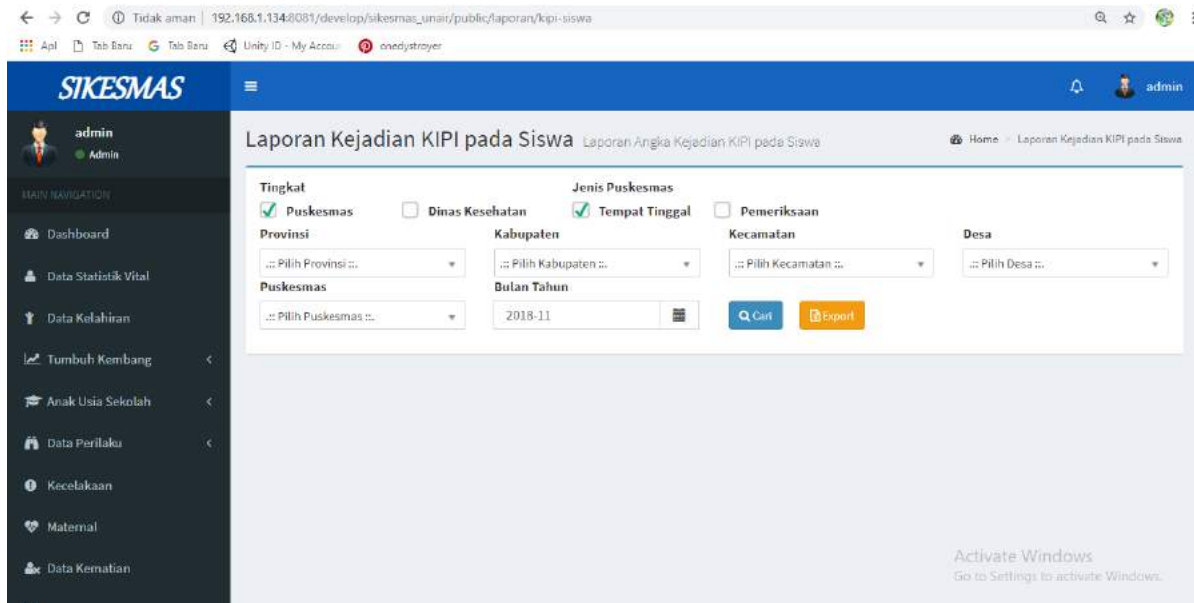 Tidak aman | 192.168.1.134:8081/develop/sikesmas_unair/public/laporan/kipi-siswa
Apl Tab Baru Tab Baru Unity ID - My Accou onedystroyer
SIKESMAS
admin
admin
Admin
Laporan Kejadian KIPI pada Siswa Laporan Angka Kejadian KIPI pada Siswa
Home > Laporan Kejadian KIPI pada Siswa
MAIN NAVIGATION
Dashboard
Data Statistik Vital
Data Kelahiran
Tumbuh Kembang
Anak Usia Sekolah
Data Perilaku
Kecelakaan
Maternal
Data Kematian
Tingkat Jenis Puskesmas
Puskesmas Dinas Kesehatan Tempat Tinggal Pemeriksaan
Provinsi Kabupaten Kecamatan Desa
.:: Pilih Provinsi ::. .:: Pilih Kabupaten ::. .:: Pilih Kecamatan ::. .:: Pilih Desa ::.
Puskesmas Bulan Tahun
.:: Pilih Puskesmas ::. 2018-11 Cari Export
Activate Windows
Go to Settings to activate Windows.